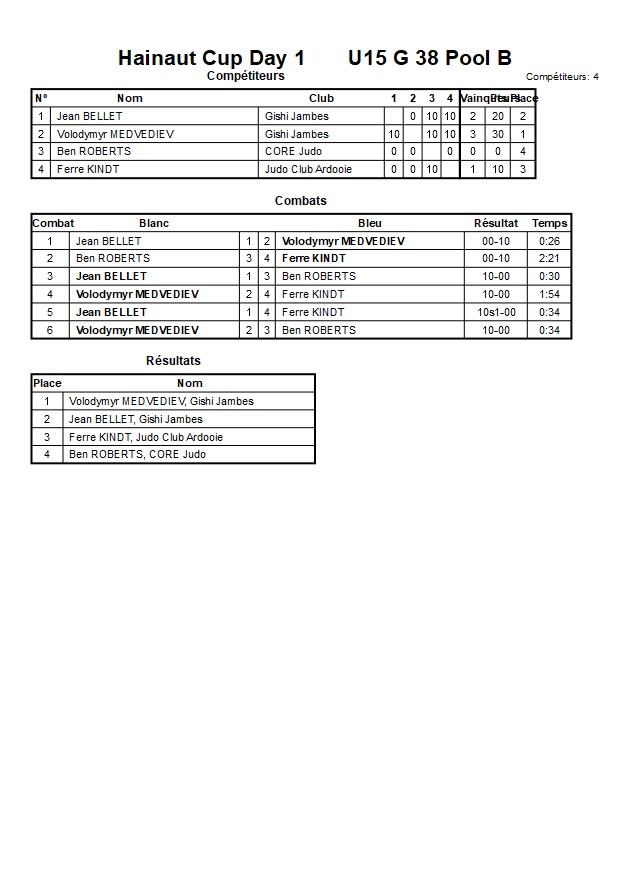 Hainaut Cup Day 1 U15 G 38 Pool B
Compétiteurs Compétiteurs: 4
N° Nom Club 1 2 3 4 Vainqueurs Place
1 Jean BELLET Gishi Jambes 0 10 10 2 20 2
2 Volodymyr MEDVEDIEV Gishi Jambes 10 10 10 3 30 1
3 Ben ROBERTS CORE Judo 0 0 0 0 0 4
4 Ferre KINDT Judo Club Ardooie 0 0 10 1 10 3
Combats
Combat Blanc Bleu Résultat Temps
1 Jean BELLET 1 2 Volodymyr MEDVEDIEV 00-10 0:26
2 Ben ROBERTS 3 4 Ferre KINDT 00-10 2:21
3 Jean BELLET 1 3 Ben ROBERTS 10-00 0:30
4 Volodymyr MEDVEDIEV 2 4 Ferre KINDT 10-00 1:54
5 Jean BELLET 1 4 Ferre KINDT 10s1-00 0:34
6 Volodymyr MEDVEDIEV 2 3 Ben ROBERTS 10-00 0:34
Résultats
Place Nom
1 Volodymyr MEDVEDIEV, Gishi Jambes
2 Jean BELLET, Gishi Jambes
3 Ferre KINDT, Judo Club Ardooie
4 Ben ROBERTS, CORE Judo